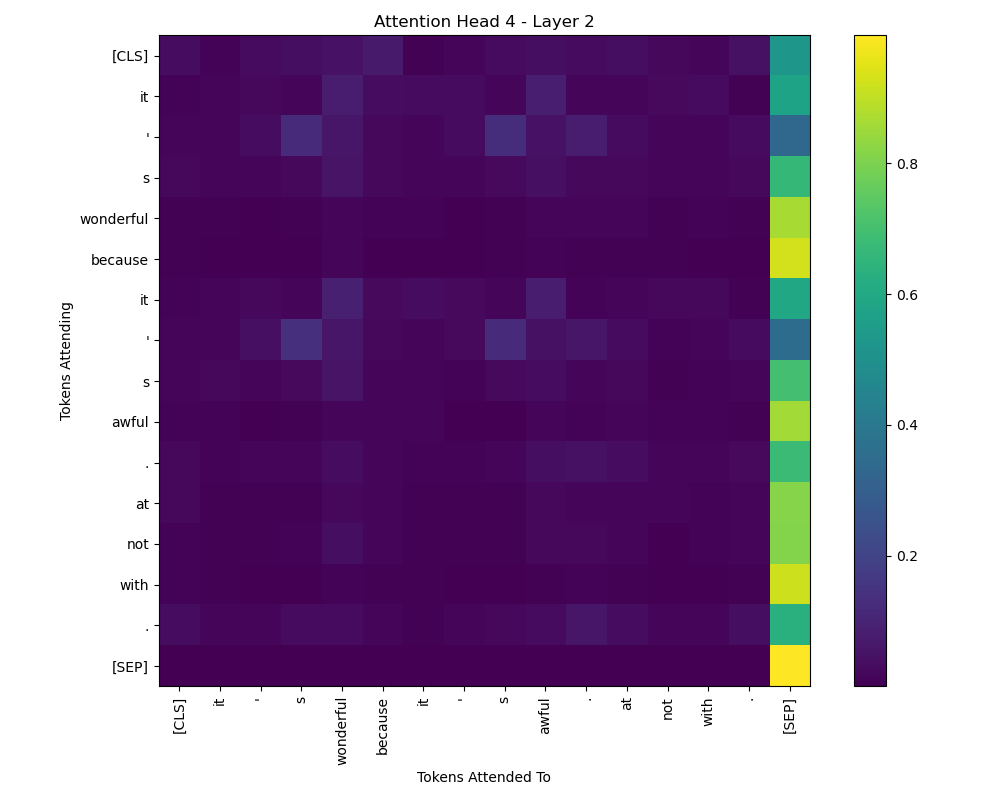 Attention Head 4 - Layer 2
Tokens Attending
[CLS]
it
'
s
wonderful
because
it
'
s
awful
.
at
not
with
.
[SEP]
[CLS]
it
'
s
wonderful
because
it
'
s
awful
.
at
not
with
.
[SEP]
Tokens Attended To
0.8
0.6
0.4
0.2